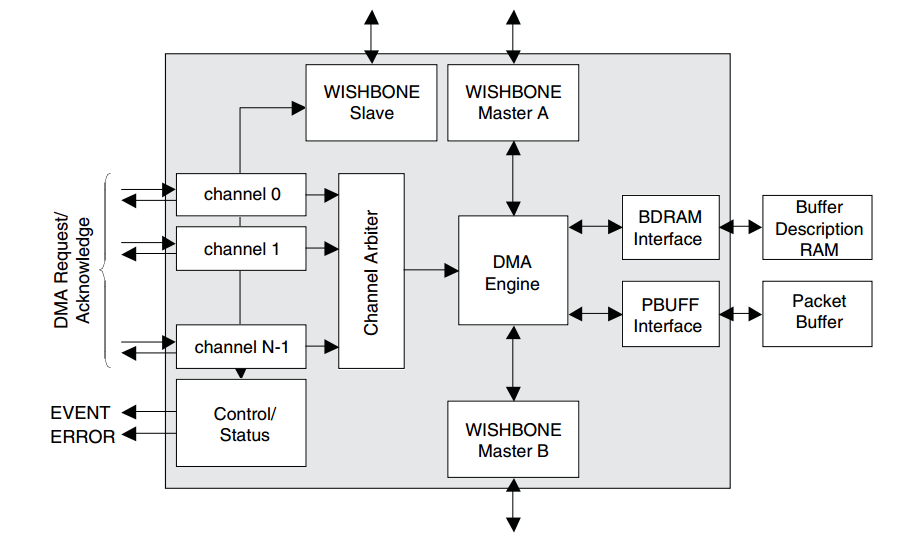 WISHBONE
Slave
WISHBONE
Master A
channel 0
channel 1
channel N-1
DMA Request/
Acknowledge
Channel Arbiter
DMA
Engine
BDRAM
Interface
Buffer
Description
RAM
PBUFF
Interface
Packet
Buffer
Control/
Status
EVENT
ERROR
WISHBONE
Master B